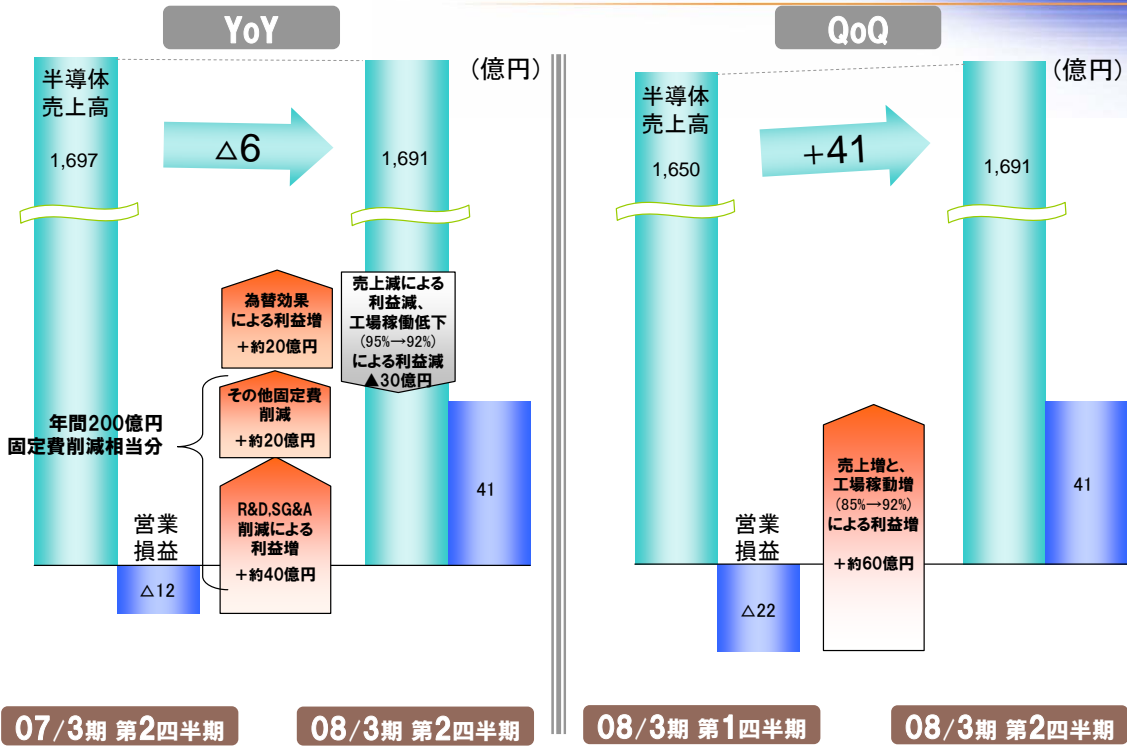 YoY
(億円)
半導体
売上高
1,697
△6
1,691
為替効果
による利益増
+約20億円
売上減による
利益減、
工場稼働低下
(95%→92%)
による利益減
▲30億円
その他固定費
削減
+約20億円
年間200億円
固定費削減相当分
R&D,SG&A
削減による
利益増
+約40億円
営業
損益
△12
41
07/3期 第2四半期
08/3期 第2四半期
QoQ
(億円)
半導体
売上高
1,650
+41
1,691
売上増と、
工場稼動増
(85%→92%)
による利益増
+約60億円
営業
損益
△22
41
08/3期 第1四半期
08/3期 第2四半期